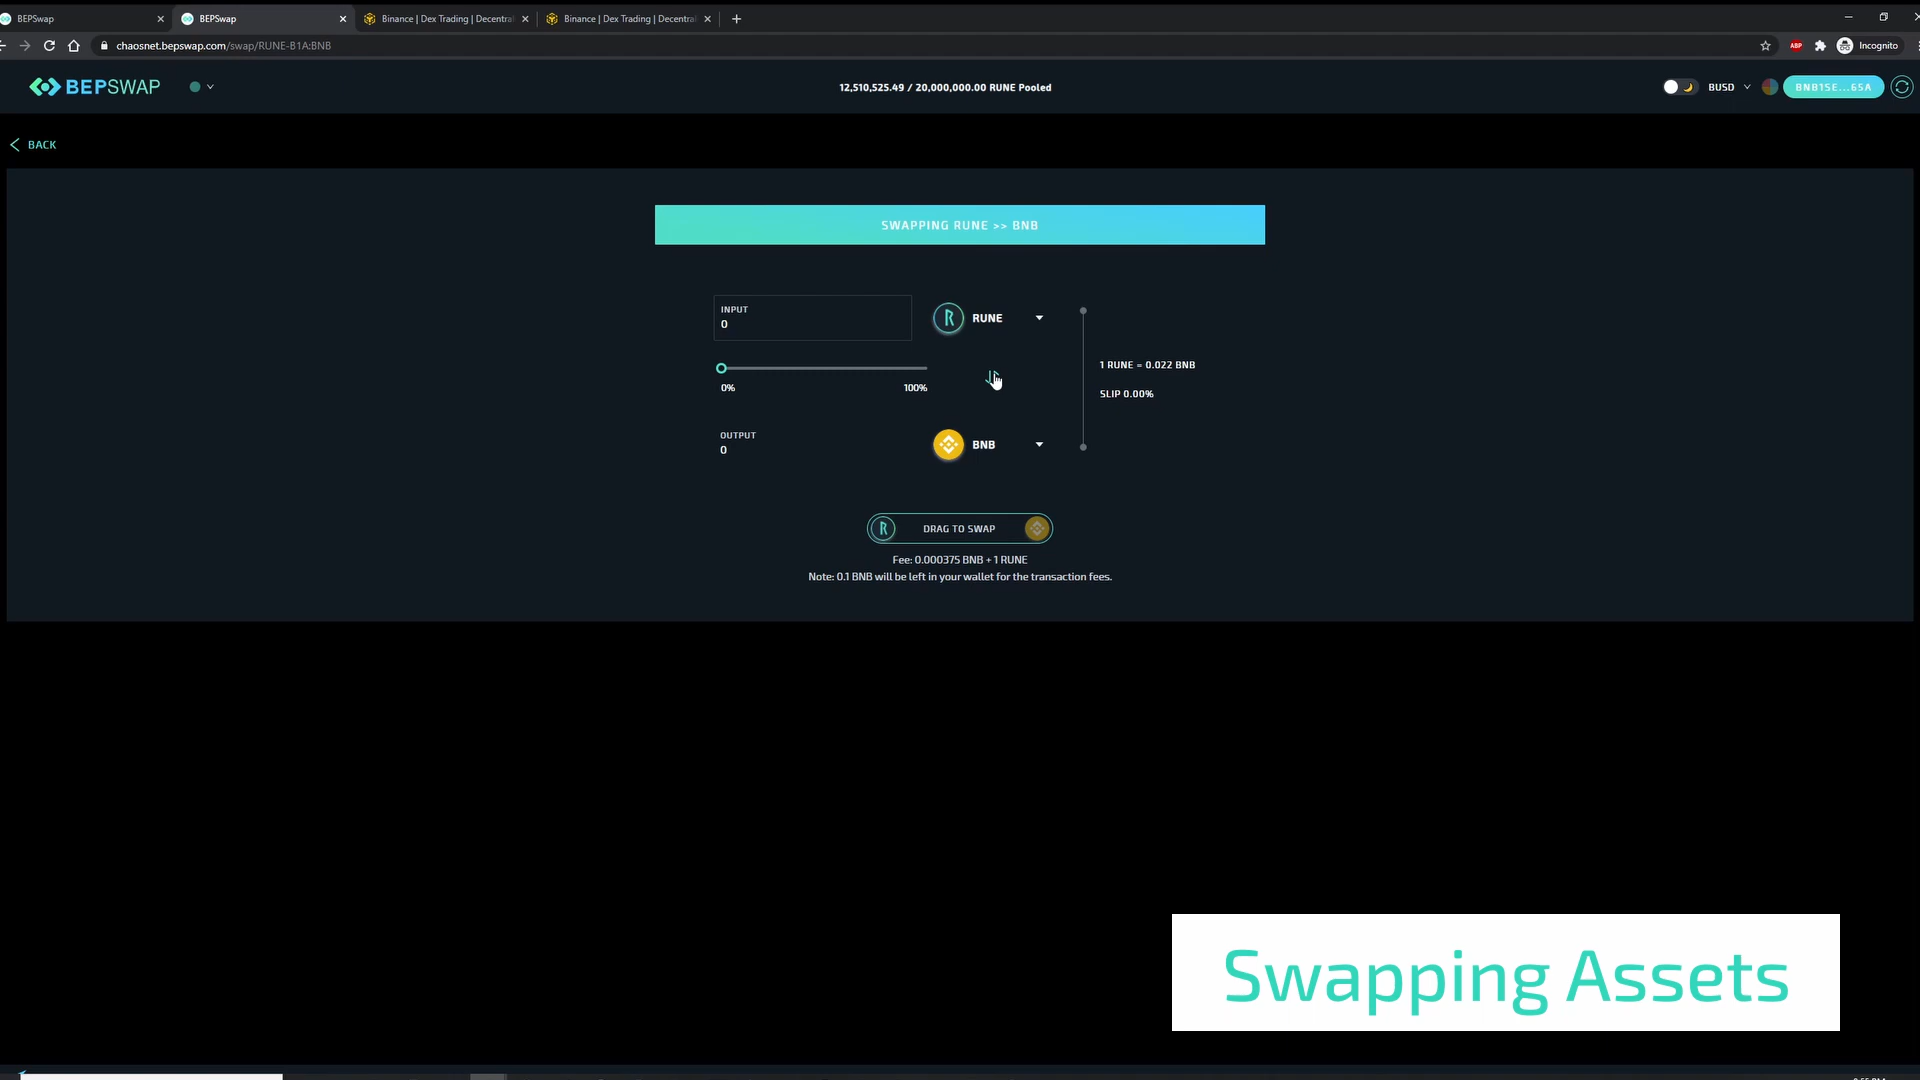 BEPSwap
BEPSwap
Binance | Dex Trading | Decentral
Binance | Dex Trading | Decentral
chaosnet.bepswap.com/swap/RUNE-B1A:BNB
ABP
Incognito
BEPSWAP
12,510,525.49 / 20,000,000.00 RUNE Pooled
BUSD
BNB1SE...65A
BACK
SWAPPING RUNE >> BNB
INPUT
0
RUNE
1 RUNE = 0.022 BNB
0%
100%
SLIP 0.00%
OUTPUT
0
BNB
DRAG TO SWAP
Fee: 0.000375 BNB + 1 RUNE
Note: 0.1 BNB will be left in your wallet for the transaction fees.
Swapping Assets